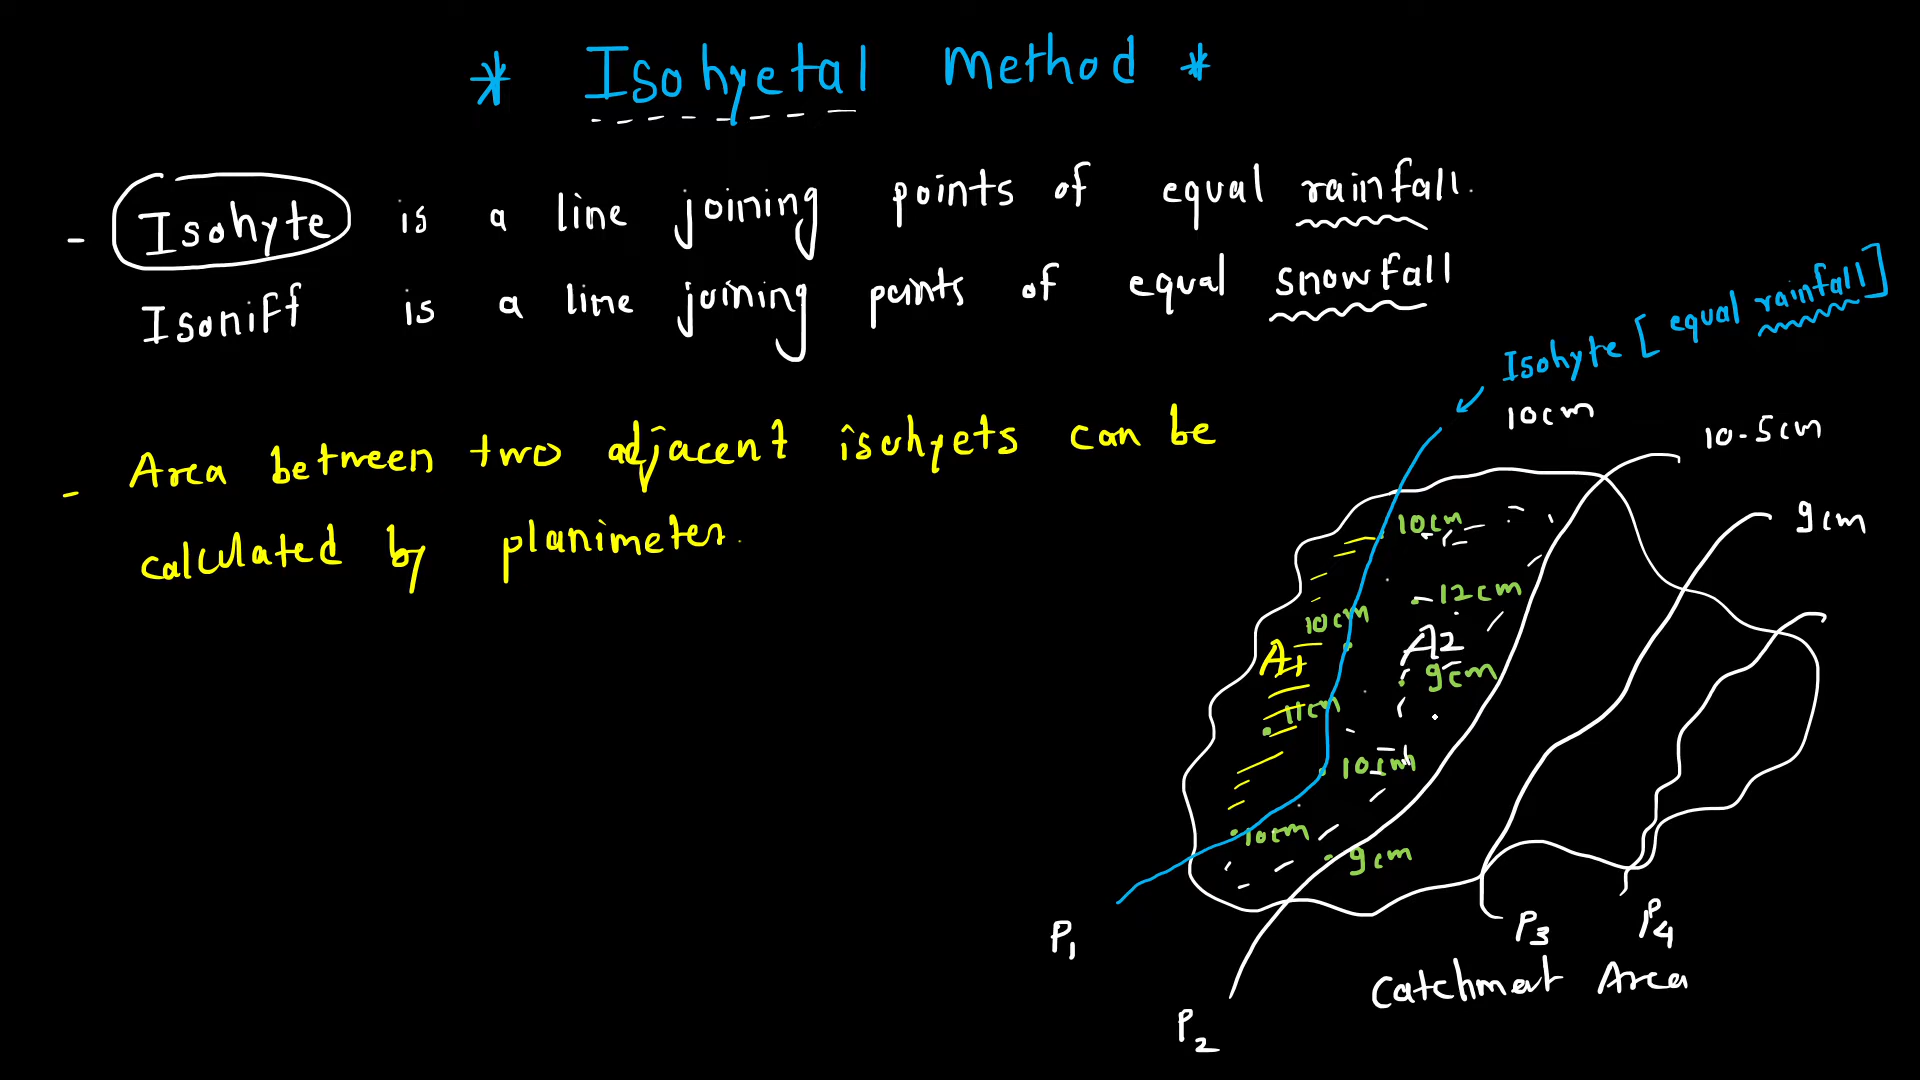 * Isohyetal Method *
- Isohyte is a line joining points of equal rainfall.
Isoniff is a line joining points of equal snowfall
Isohyte [equal rainfall]
10cm
10.5cm
9cm
- Area between two adjacent isohyets can be
calculated by planimeter.
10cm
12cm
10cm
A1
A2
9cm
11cm
10cm
10cm
9cm
P1
P2
P3
P4
Catchment Area